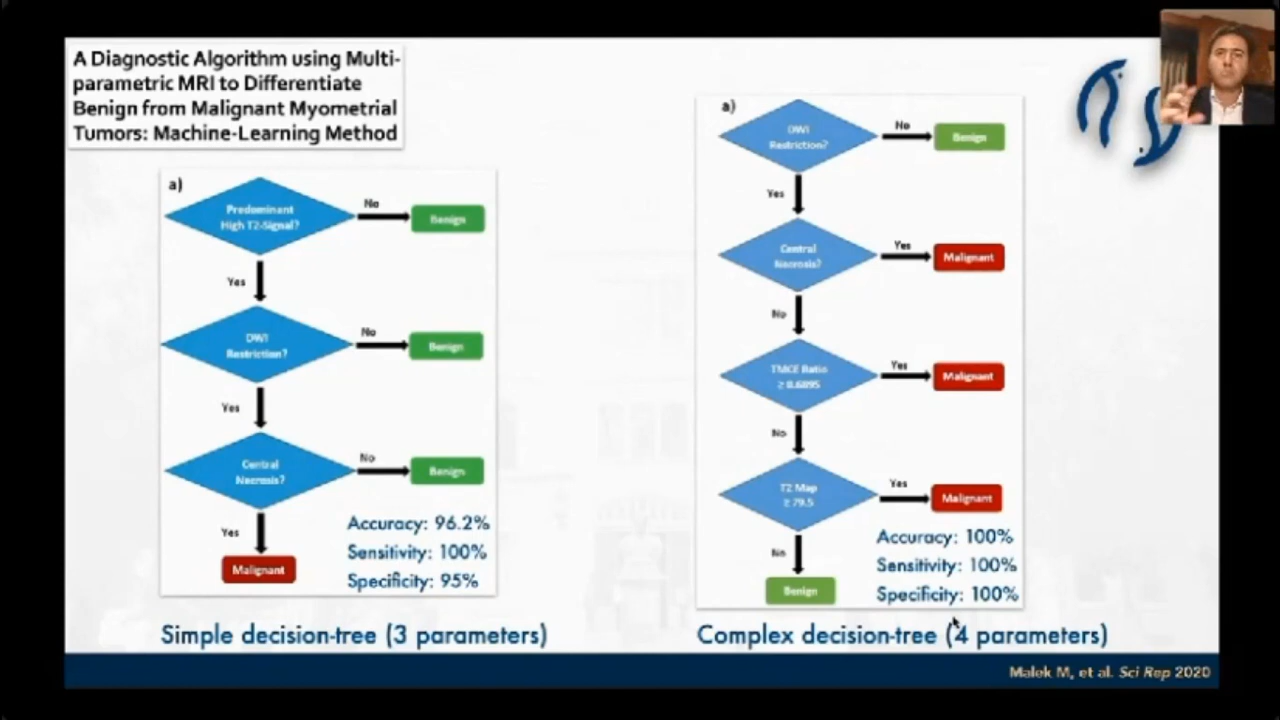 A Diagnostic Algorithm using Multi-
parametric MRI to Differentiate
Benign from Malignant Myometrial
Tumors: Machine-Learning Method
a)
Predominant
High T2-Signal?
No
Benign
Yes
DWI
Restriction?
No
Benign
Yes
Central
Necrosis?
No
Benign
Yes
Malignant
Accuracy: 96.2%
Sensitivity: 100%
Specificity: 95%
Simple decision-tree (3 parameters)
a)
DWI
Restriction?
No
Benign
Yes
Central
Necrosis?
Yes
Malignant
No
TMCE Ratio
≥ 8.6895
Yes
Malignant
No
T2 Map
≥ 79.5
Yes
Malignant
No
Benign
Accuracy: 100%
Sensitivity: 100%
Specificity: 100%
Complex decision-tree (4 parameters)
Malek M, et al. Sci Rep 2020